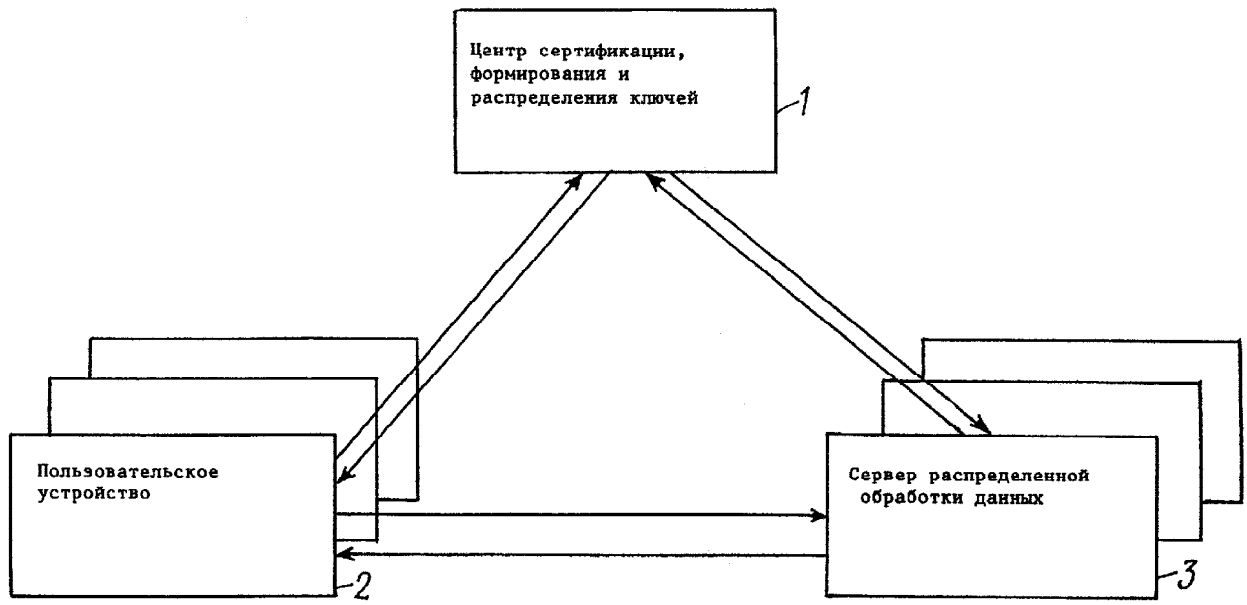 Центр сертификации,
формирования и
распределения ключей
1
Пользовательское
устройство
2
Сервер распределенной
обработки данных
3